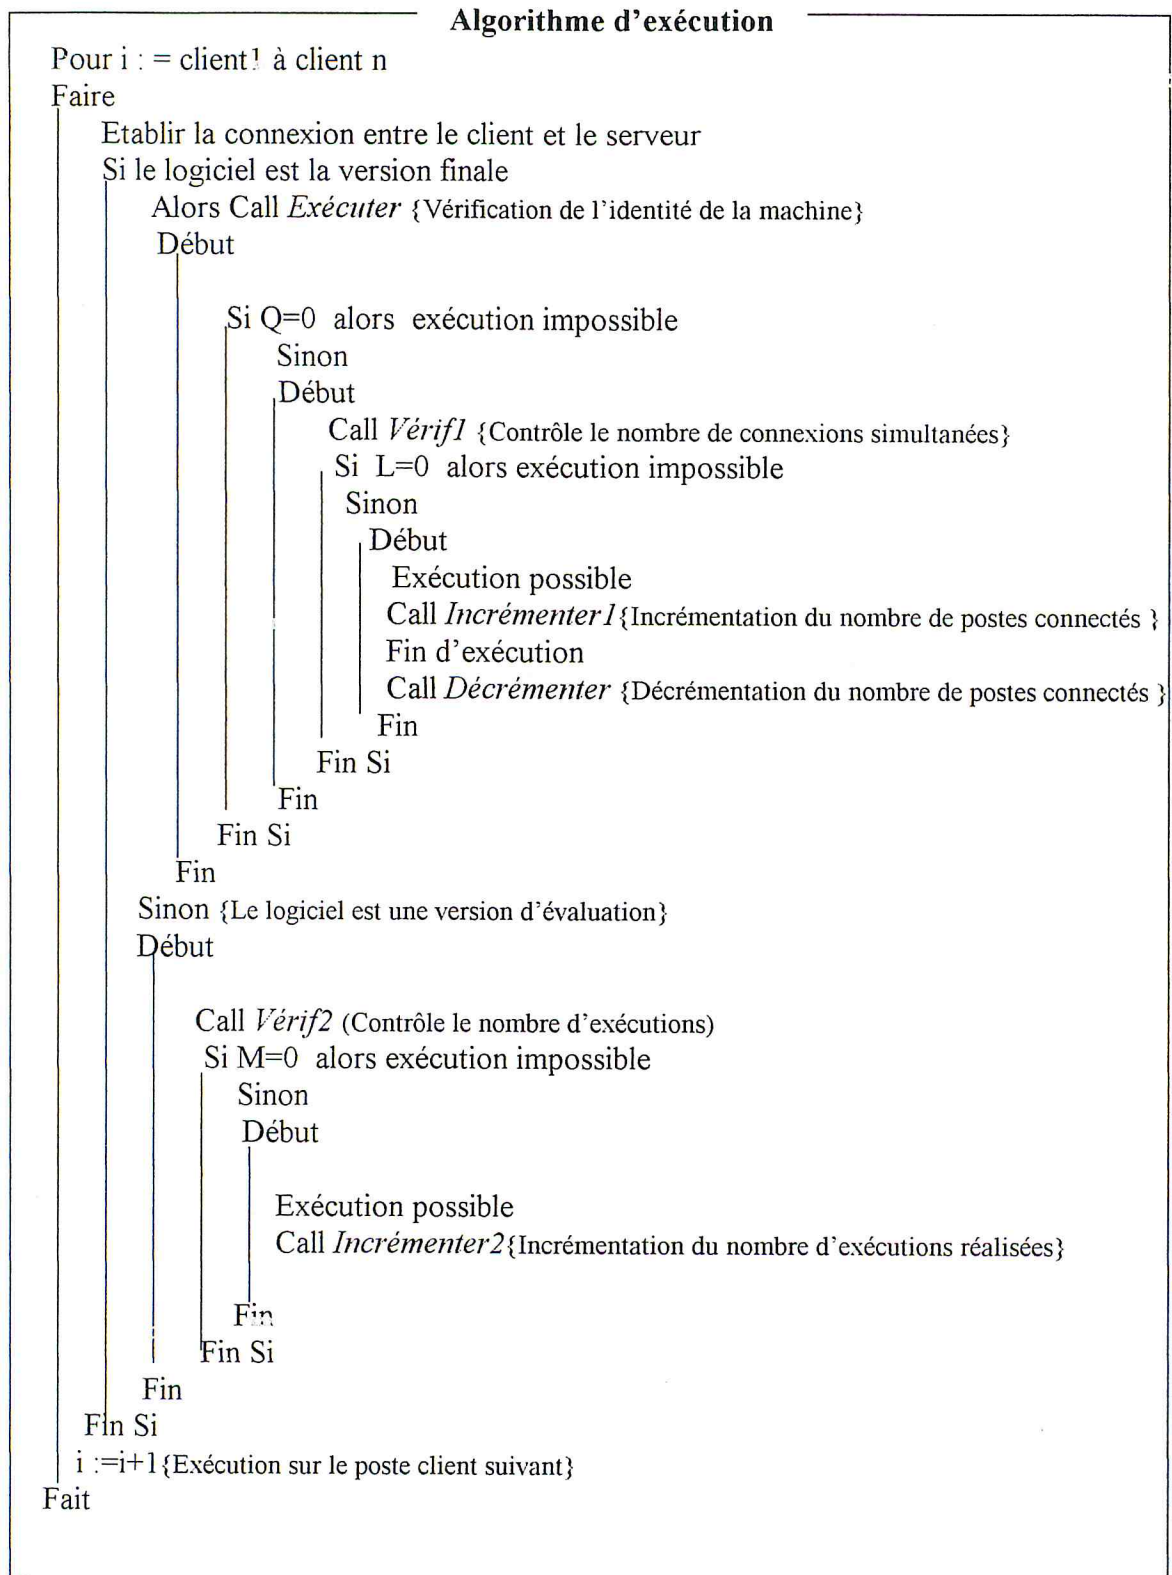 Algorithme d'exécution
Pour i : = client1 à client n
Faire
Etablir la connexion entre le client et le serveur
Si le logiciel est la version finale
Alors Call Exécuter {Vérification de l'identité de la machine}
Début
Si Q=0 alors exécution impossible
Sinon
Début
Call Vérif1 {Contrôle le nombre de connexions simultanées}
Si L=0 alors exécution impossible
Sinon
Début
Exécution possible
Call Incrémenter1{Incrémentation du nombre de postes connectés }
Fin d'exécution
Call Décrémenter {Décrémentation du nombre de postes connectés }
Fin
Fin Si
Fin
Fin Si
Fin
Sinon {Le logiciel est une version d'évaluation}
Début
Call Vérif2 (Contrôle le nombre d'exécutions)
Si M=0 alors exécution impossible
Sinon
Début
Exécution possible
Call Incrémenter2{Incrémentation du nombre d'exécutions réalisées}
Fin
Fin Si
Fin
Fin Si
i :=i+1{Exécution sur le poste client suivant}
Fait